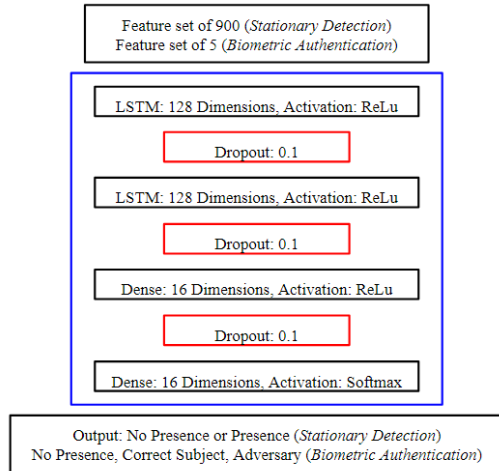 Feature set of 900 (Stationary Detection)
Feature set of 5 (Biometric Authentication)
LSTM: 128 Dimensions, Activation: ReLu
Dropout: 0.1
LSTM: 128 Dimensions, Activation: ReLu
Dropout: 0.1
Dense: 16 Dimensions, Activation: ReLu
Dropout: 0.1
Dense: 16 Dimensions, Activation: Softmax
Output: No Presence or Presence (Stationary Detection)
No Presence, Correct Subject, Adversary (Biometric Authentication)